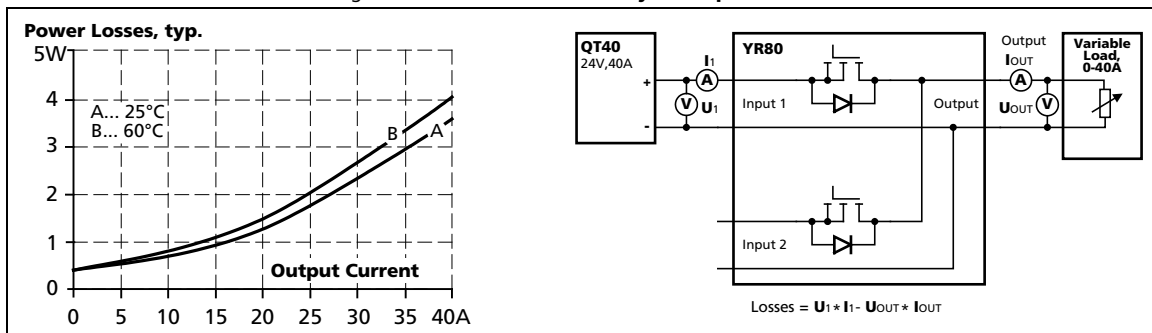 Power Losses, typ.
5W
4
3
2
1
0
A... 25°C
B... 60°C
B
A
Output Current
0 5 10 15 20 25 30 35 40A
QT40
24V,40A
+
-
I1
A
V
U1
YR80
Input 1
Output
Input 2
Output
IOUT
A
UOUT
V
Variable
Load,
0-40A
Losses = U1* I1- UOUT* IOUT